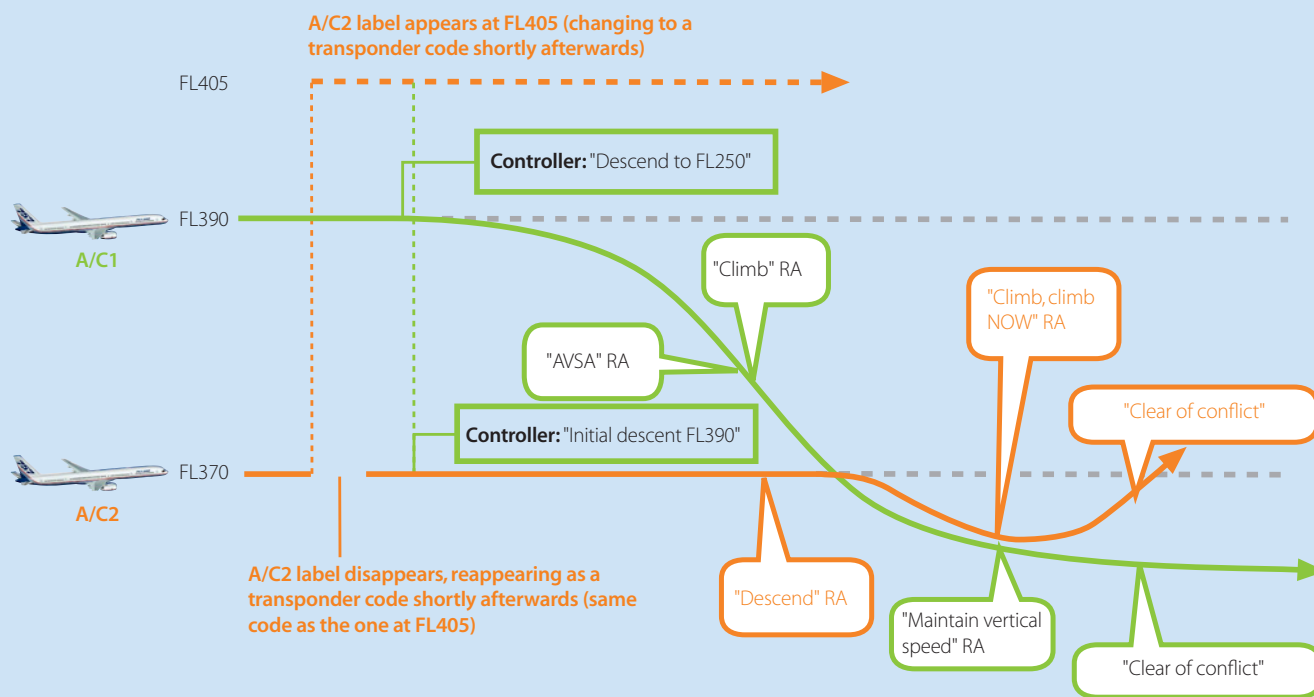 A/C2 label appears at FL405 (changing to a
transponder code shortly afterwards)
FL405
Controller: "Descend to FL250"
FL390
A/C1
"Climb" RA
"Climb, climb
NOW" RA
"AVSA" RA
"Clear of conflict"
Controller: "Initial descent FL390"
FL370
A/C2
A/C2 label disappears, reappearing as a
transponder code shortly afterwards (same
code as the one at FL405)
"Descend" RA
"Maintain vertical
speed" RA
"Clear of conflict"